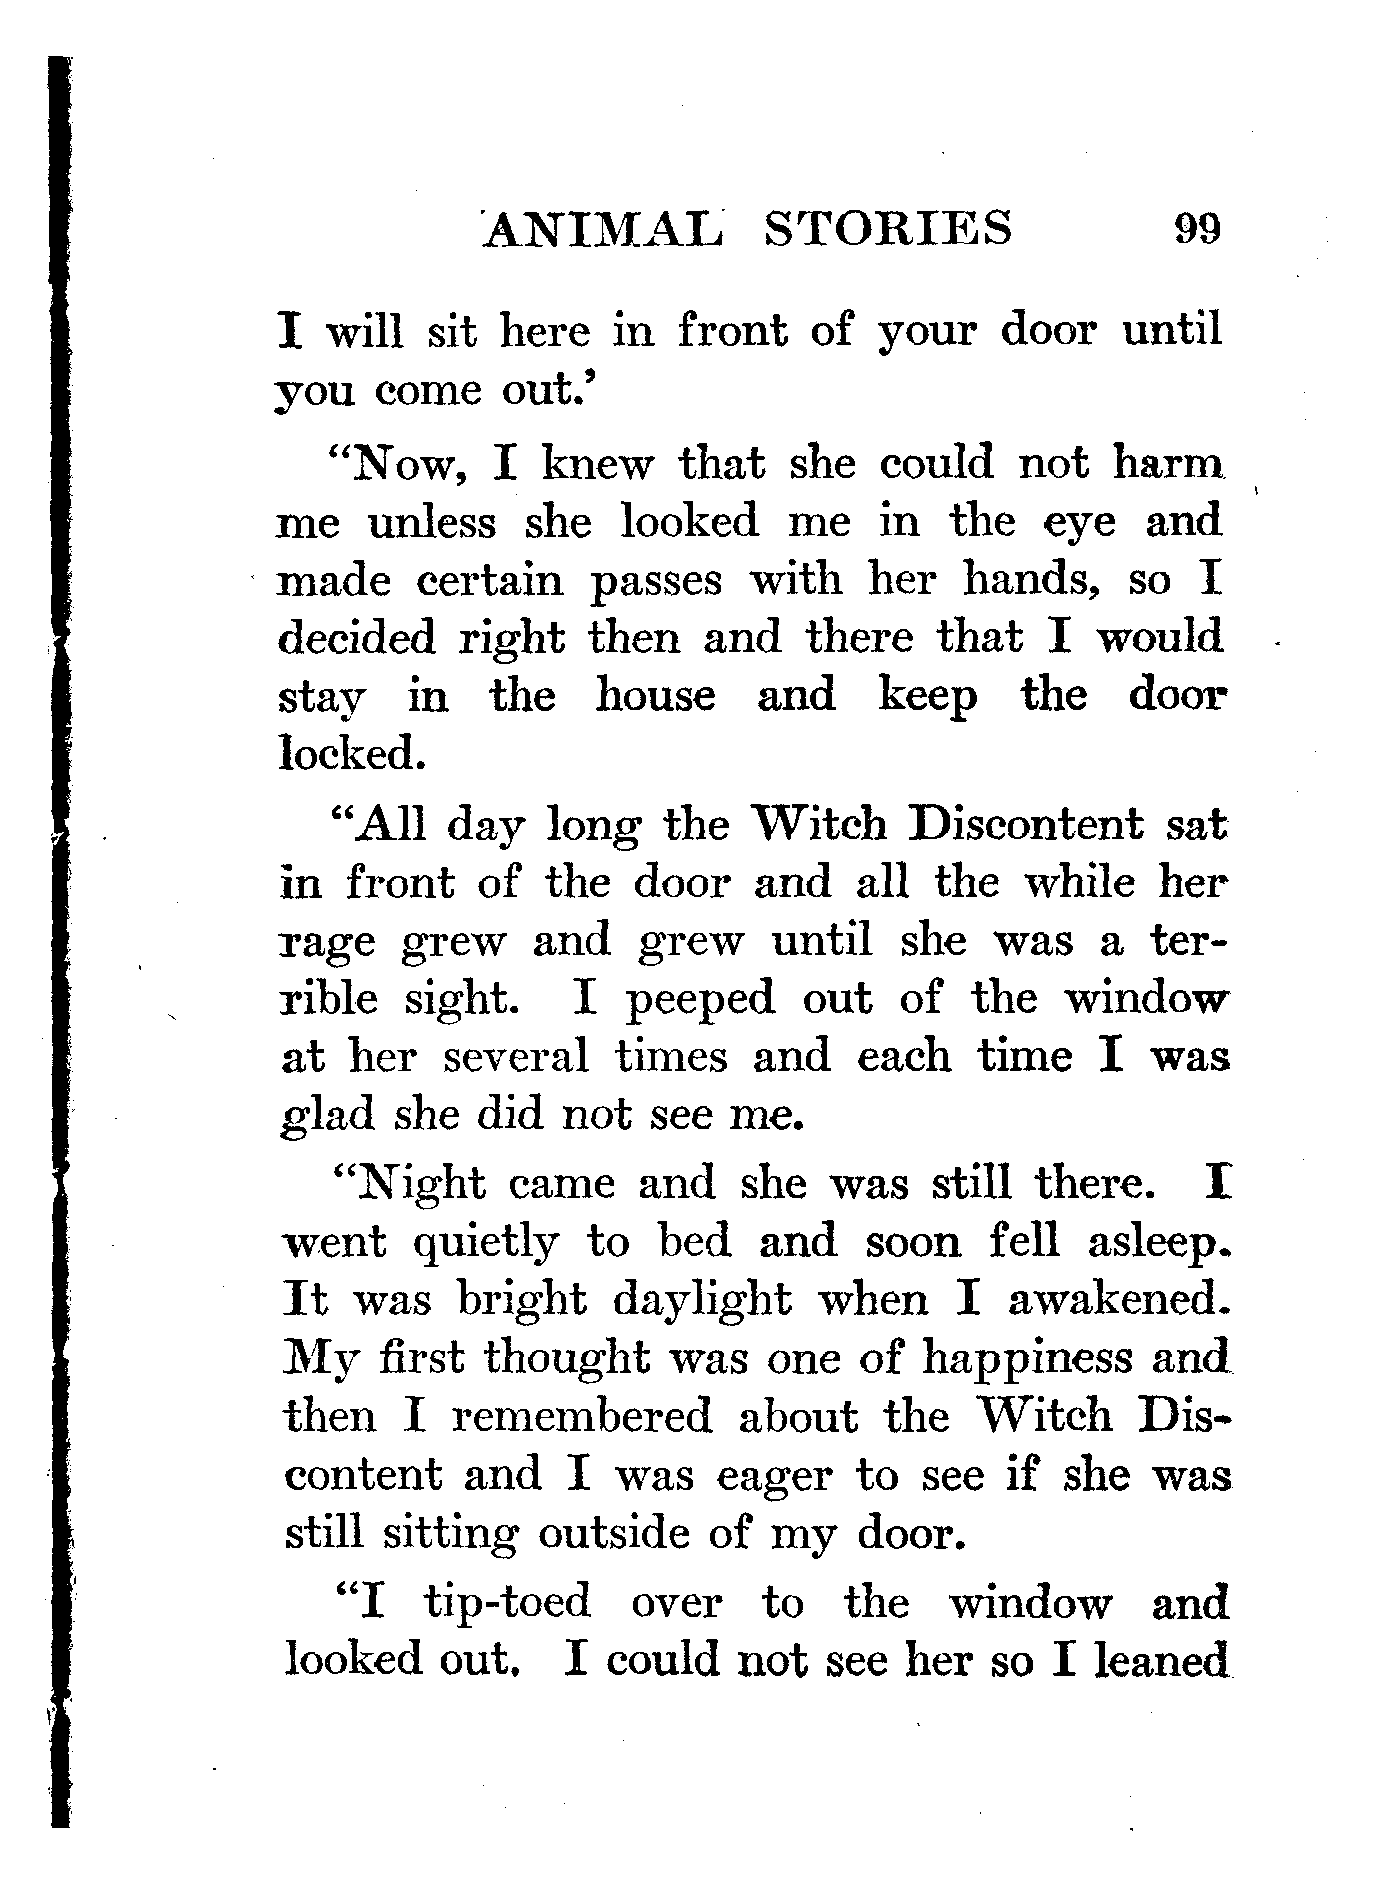 ANIMAL STORIES 99
I will sit here in front of your door until
you come out.’
“Now, I knew that she could not harm
me unless she looked me in the eye and
made certain passes with her hands, so I
decided right then and there that I would
stay in the house and keep the door
locked.
“All day long the Witch Discontent sat
in front of the door and all the while her
rage grew and grew until she was a ter-
rible sight. I peeped out of the window
at her several times and each time I was
glad she did not see me.
“Night came and she was still there. I
went quietly to bed and soon fell asleep.
It was bright daylight when I awakened.
My first thought was one of happiness and
then I remembered about the Witch Dis-
content and I was eager to see if she was
still sitting outside of my door.
“I tip-toed over to the window and
looked out. I could not see her so I leaned